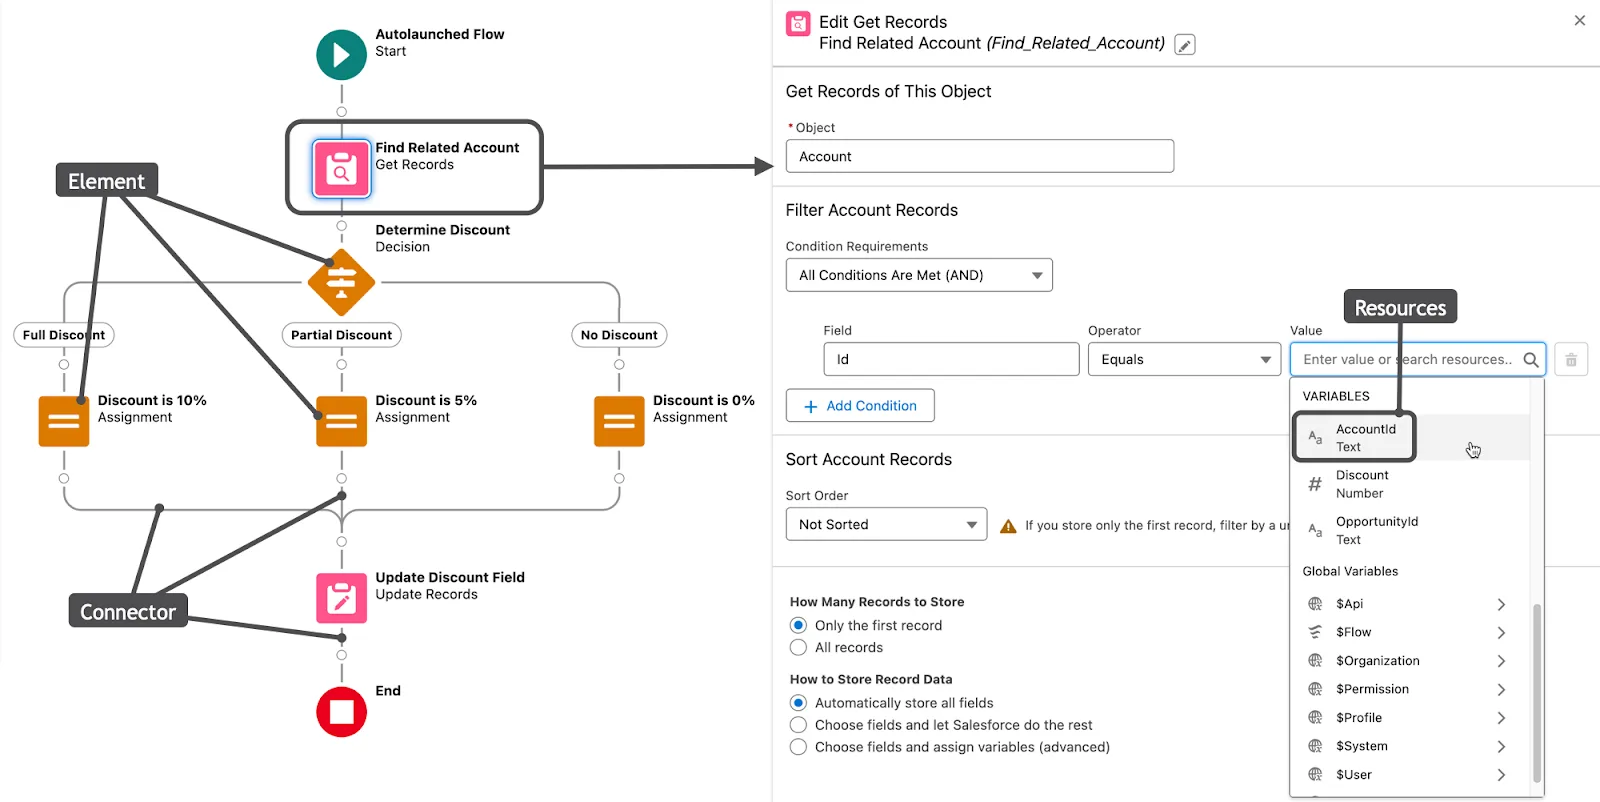 Autolaunched Flow
Start
Find Related Account
Get Records
Element
Determine Discount
Decision
Full Discount
Partial Discount
No Discount
Discount is 10%
Assignment
Discount is 5%
Assignment
Discount is 0%
Assignment
Connector
Update Discount Field
Update Records
End
Edit Get Records
Find Related Account (Find_Related_Account)
Get Records of This Object
* Object
Account
Filter Account Records
Condition Requirements
All Conditions Are Met (AND)
Resources
Field
Operator
Value
Id
Equals
Enter value or search resources..
+ Add Condition
VARIABLES
AccountId
Text
Discount
Number
OpportunityId
Text
Global Variables
$Api
$Flow
$Organization
$Permission
$Profile
$System
$User
Sort Account Records
Sort Order
Not Sorted
If you store only the first record, filter by a
How Many Records to Store
Only the first record
All records
How to Store Record Data
Automatically store all fields
Choose fields and let Salesforce do the rest
Choose fields and assign variables (advanced)